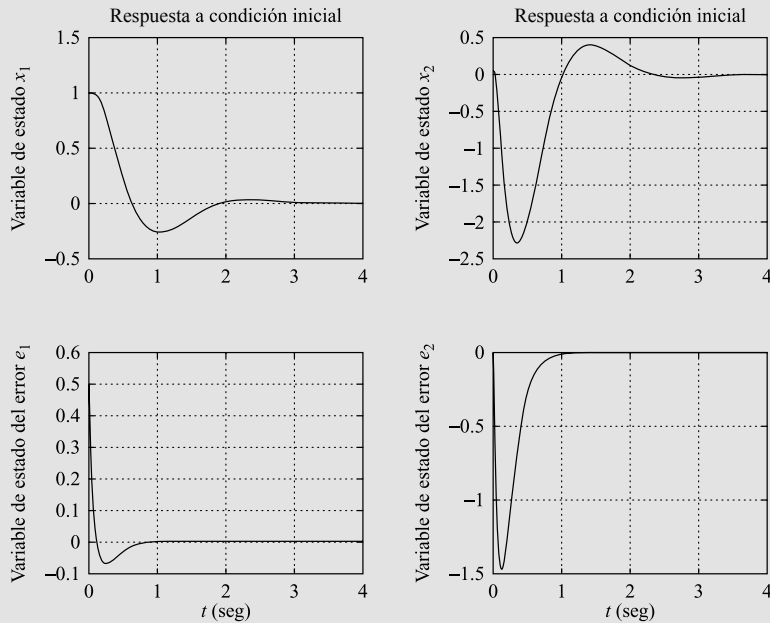 Respuesta a condición inicial
Variable de estado x1
1.5
1
0.5
0
–0.5
0 1 2 3 4
Respuesta a condición inicial
Variable de estado x2
0.5
0
–0.5
–1
–1.5
–2
–2.5
0 1 2 3 4
Variable de estado del error e1
0.6
0.5
0.4
0.3
0.2
0.1
0
–0.1
0 1 2 3 4
t (seg)
Variable de estado del error e2
0
–0.5
–1
–1.5
0 1 2 3 4
t (seg)